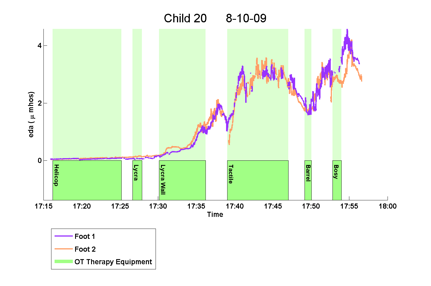 Child 20 8-10-09
eda ( μ mhos)
4
2
0
Helicop
Lycra
Lycra Wall
Tactile
Barrel
Boxy
17:15 17:20 17:25 17:30 17:35 17:40 17:45 17:50 17:55 18:00
Time
Foot 1
Foot 2
OT Therapy Equipment